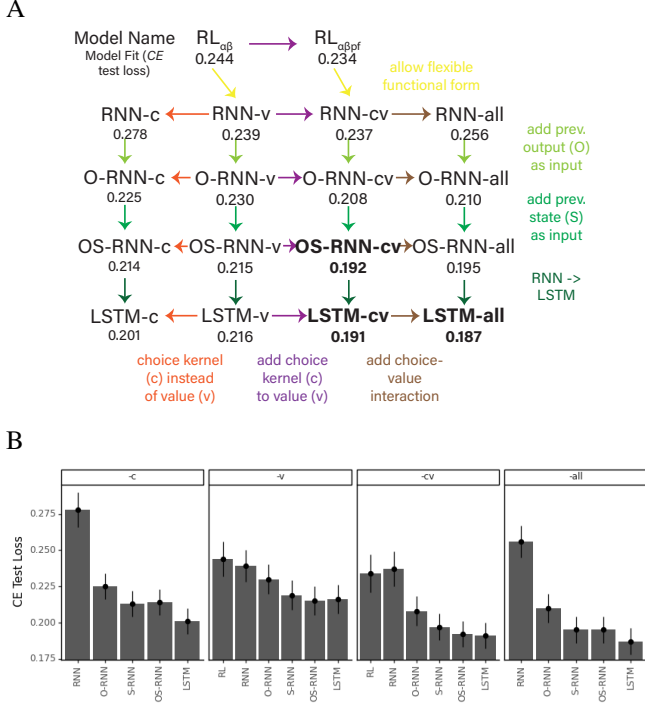 A
Model Name
Model Fit (CE
test loss)
RLαβ
0.244
RLαβpf
0.234
allow flexible
functional form
RNN-c
0.278
RNN-v
0.239
RNN-cv
0.237
RNN-all
0.256
add prev.
output (O)
as input
O-RNN-c
0.225
O-RNN-v
0.230
O-RNN-cv
0.208
O-RNN-all
0.210
add prev.
state (S)
as input
OS-RNN-c
0.214
OS-RNN-v
0.215
OS-RNN-cv
0.192
OS-RNN-all
0.195
RNN ->
LSTM
LSTM-c
0.201
LSTM-v
0.216
LSTM-cv
0.191
LSTM-all
0.187
choice kernel
(c) instead
of value (v)
add choice
kernel (c)
to value (v)
add choice-
value
interaction
B
-c
-v
-cv
-all
CE Test Loss
0.275
0.250
0.225
0.200
0.175
RNN
O-RNN
S-RNN
OS-RNN
LSTM
RL
RNN
O-RNN
S-RNN
OS-RNN
LSTM
RL
RNN
O-RNN
S-RNN
OS-RNN
LSTM
RNN
O-RNN
S-RNN
OS-RNN
LSTM